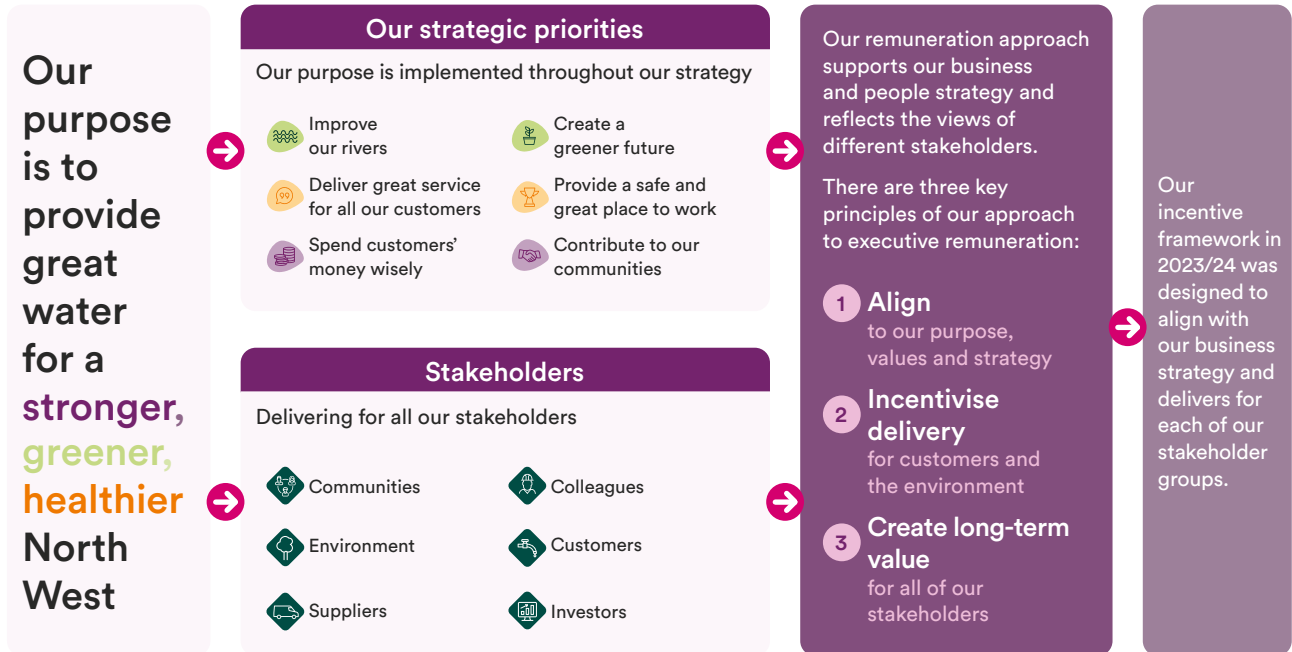 Our
purpose
is to
provide
great
water
for a
stronger,
greener,
healthier
North
West
Our strategic priorities
Our purpose is implemented throughout our strategy
Improve
our rivers
Create a
greener future
Deliver great service
for all our customers
Provide a safe and
great place to work
Spend customers’
money wisely
Contribute to our
communities
Stakeholders
Delivering for all our stakeholders
Communities
Colleagues
Environment
Customers
Suppliers
Investors
Our remuneration approach
supports our business
and people strategy and
reflects the views of
different stakeholders.
There are three key
principles of our approach
to executive remuneration:
1 Align
to our purpose,
values and strategy
2 Incentivise
delivery
for customers and
the environment
3 Create long-term
value
for all of our
stakeholders
Our
incentive
framework in
2023/24 was
designed to
align with
our business
strategy and
delivers for
each of our
stakeholder
groups.